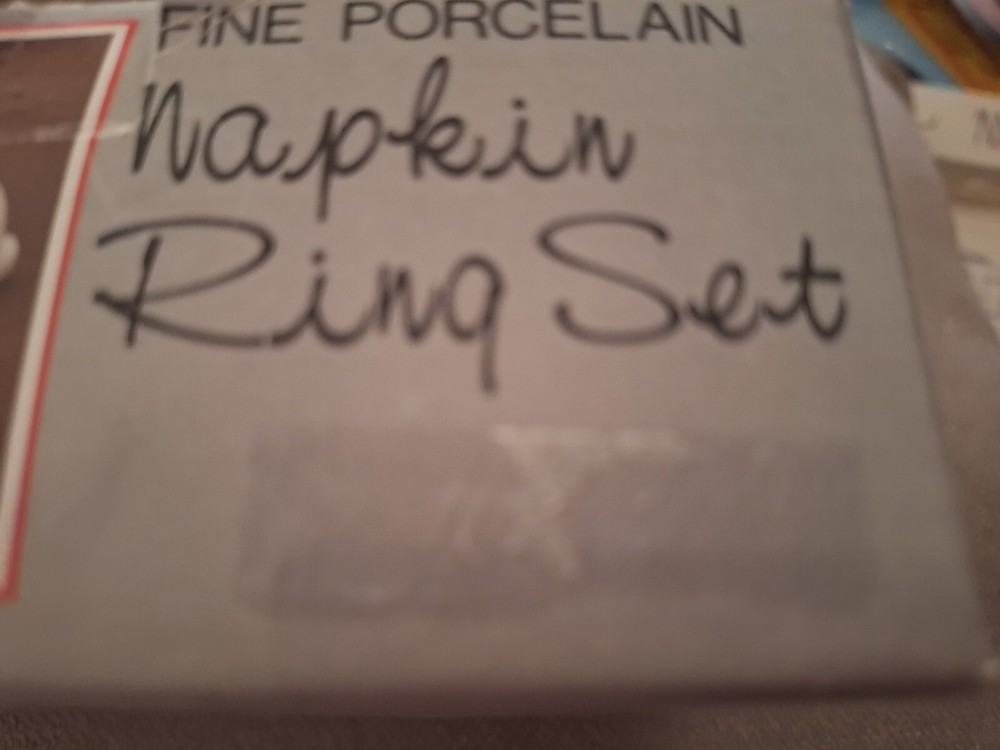 FINE PORCELAIN
Napkin
Ring Set